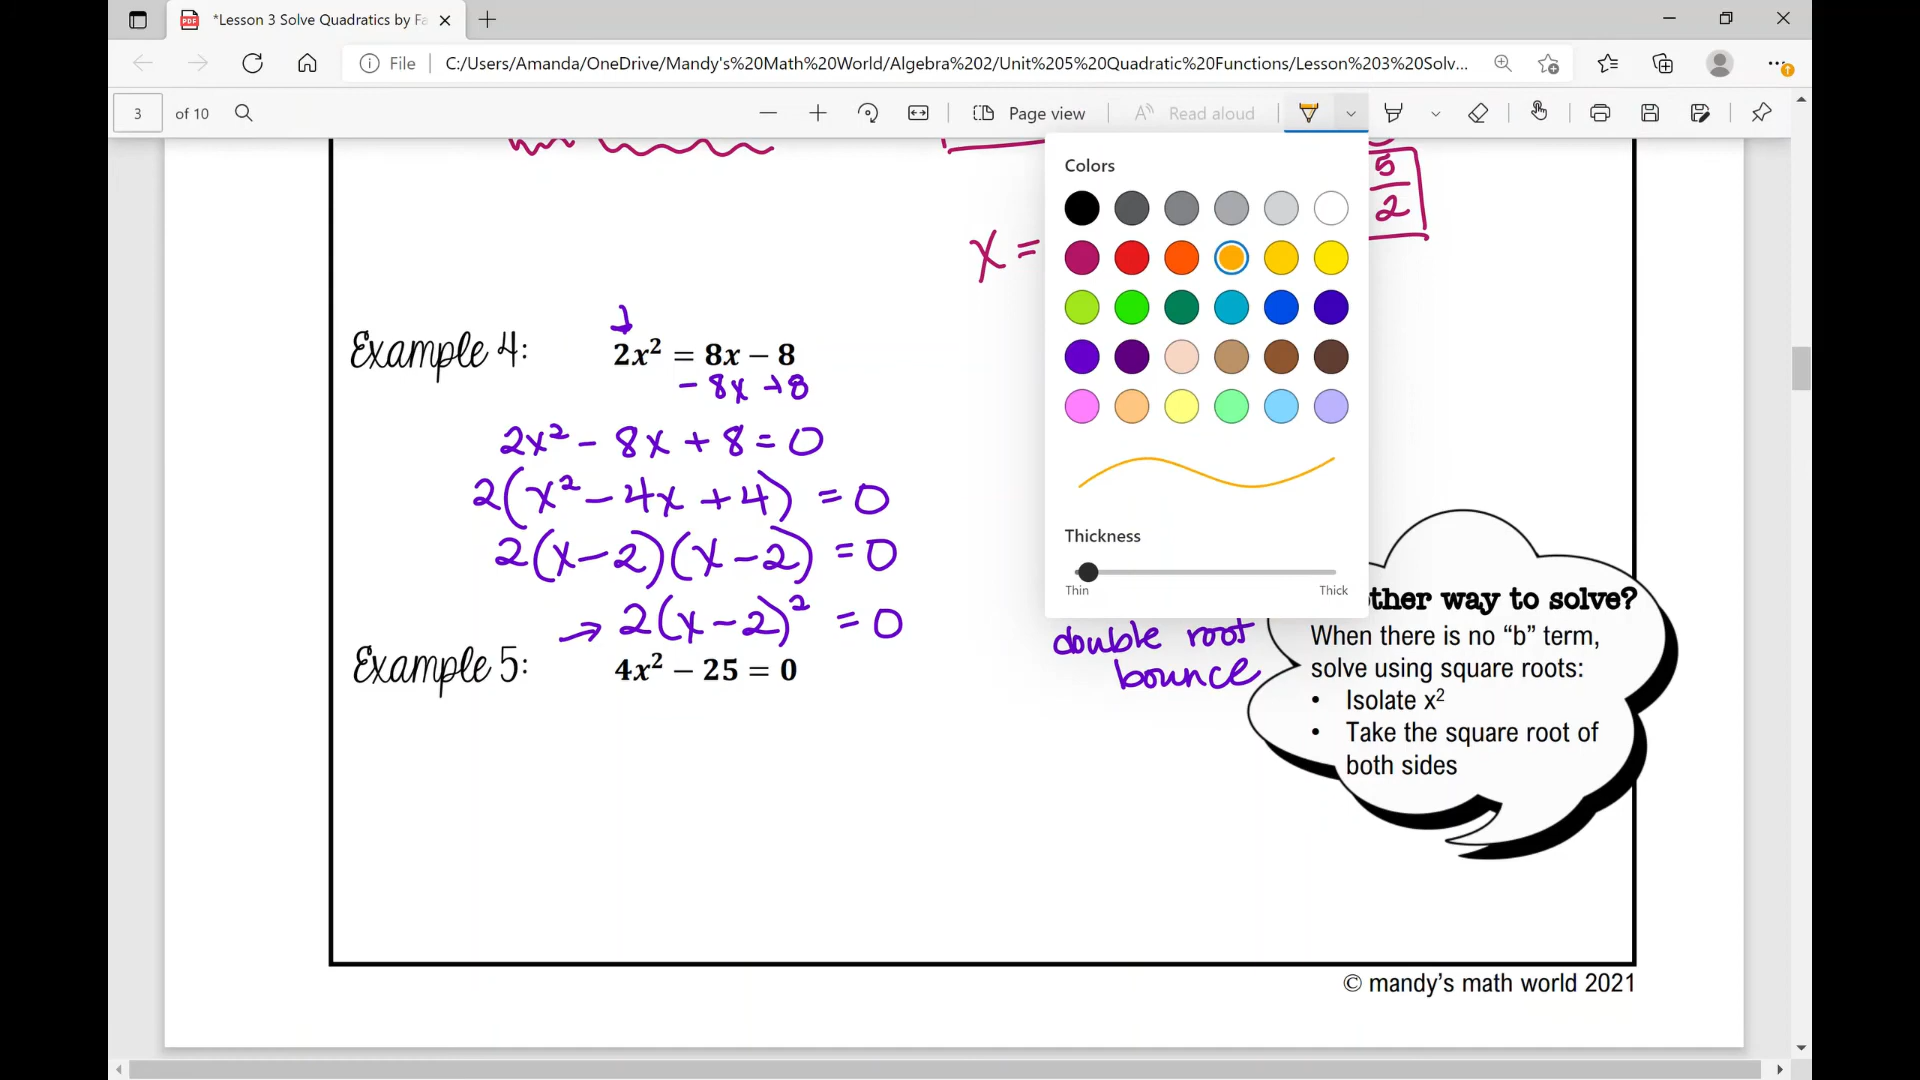 *Lesson 3 Solve Quadratics by Fa
File C:/Users/Amanda/OneDrive/Mandy's%20Math%20World/Algebra%202/Unit%205%20Quadratic%20Functions/Lesson%203%20Solv...
3 of 10 Page view Read aloud
Colors
5
2
x =
Example 4: 2x² = 8x − 8
- 8x + 8
2x² - 8x + 8 = 0
2(x² - 4x + 4) = 0
2(x - 2)(x - 2) = 0
→ 2(x - 2)² = 0
Thickness
Thin Thick
double root
bounce
Example 5: 4x² − 25 = 0
ther way to solve?
When there is no “b” term,
solve using square roots:
• Isolate x²
• Take the square root of
both sides
© mandy’s math world 2021